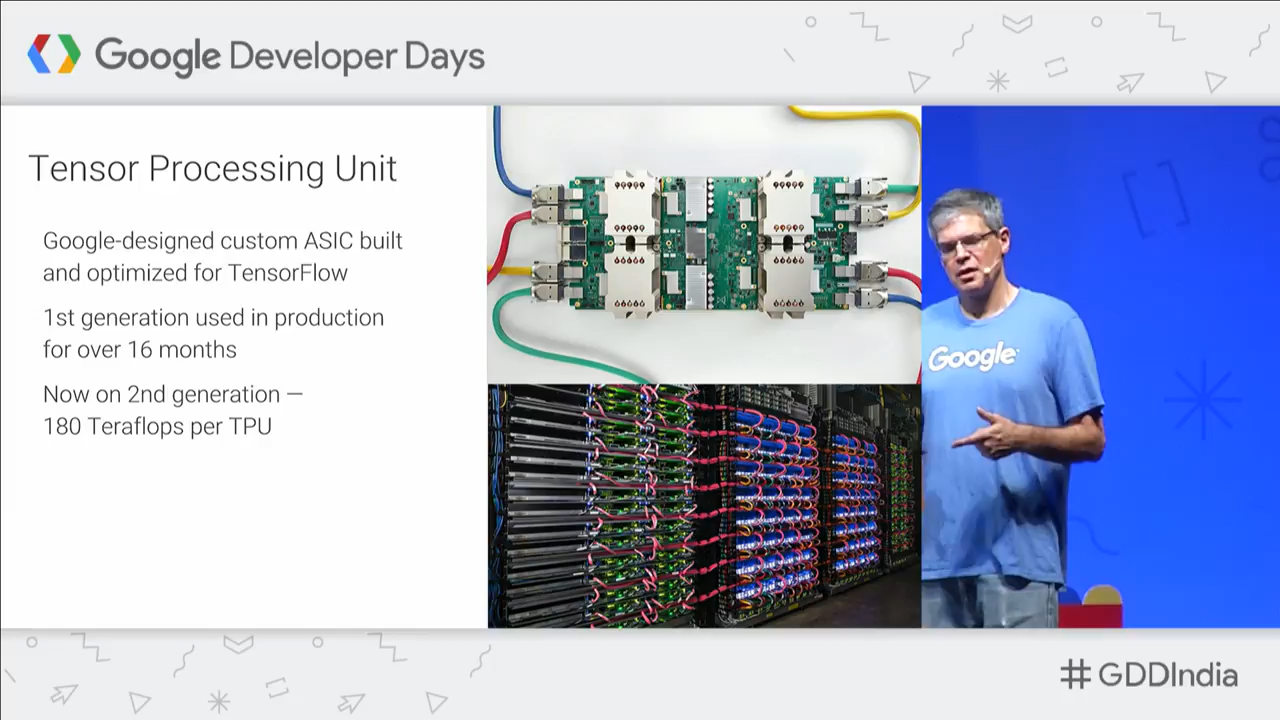 Google Developer Days
Tensor Processing Unit
Google-designed custom ASIC built
and optimized for TensorFlow
1st generation used in production
for over 16 months
Now on 2nd generation —
180 Teraflops per TPU
Google
#GDDIndia